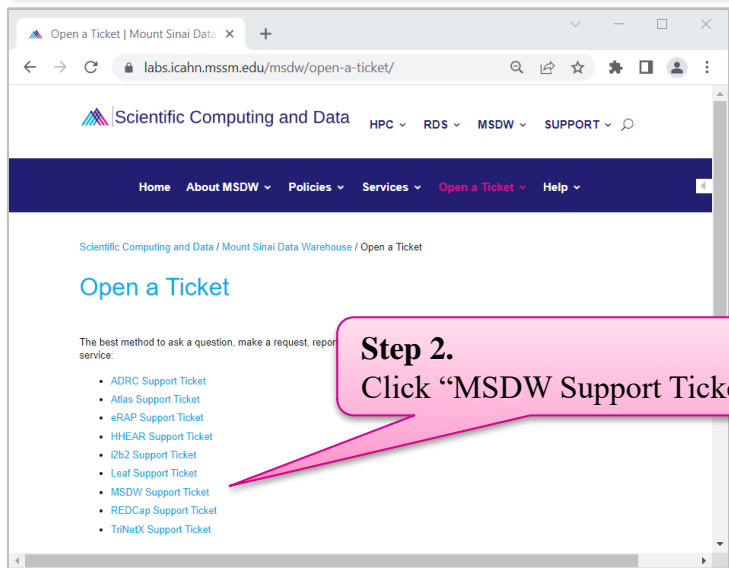 Open a Ticket | Mount Sinai Data
labs.icahn.mssm.edu/msdw/open-a-ticket/
Scientific Computing and Data
HPC RDS MSDW SUPPORT
Home About MSDW Policies Services Open a Ticket Help
Scientific Computing and Data / Mount Sinai Data Warehouse / Open a Ticket
Open a Ticket
The best method to ask a question, make a request,
service:
Step 2.
Click “MSDW Support
ADRC Support Ticket
Atlas Support Ticket
eRAP Support Ticket
HHEAR Support Ticket
i2b2 Support Ticket
Leaf Support Ticket
MSDW Support Ticket
REDCap Support Ticket
TriNetX Support Ticket